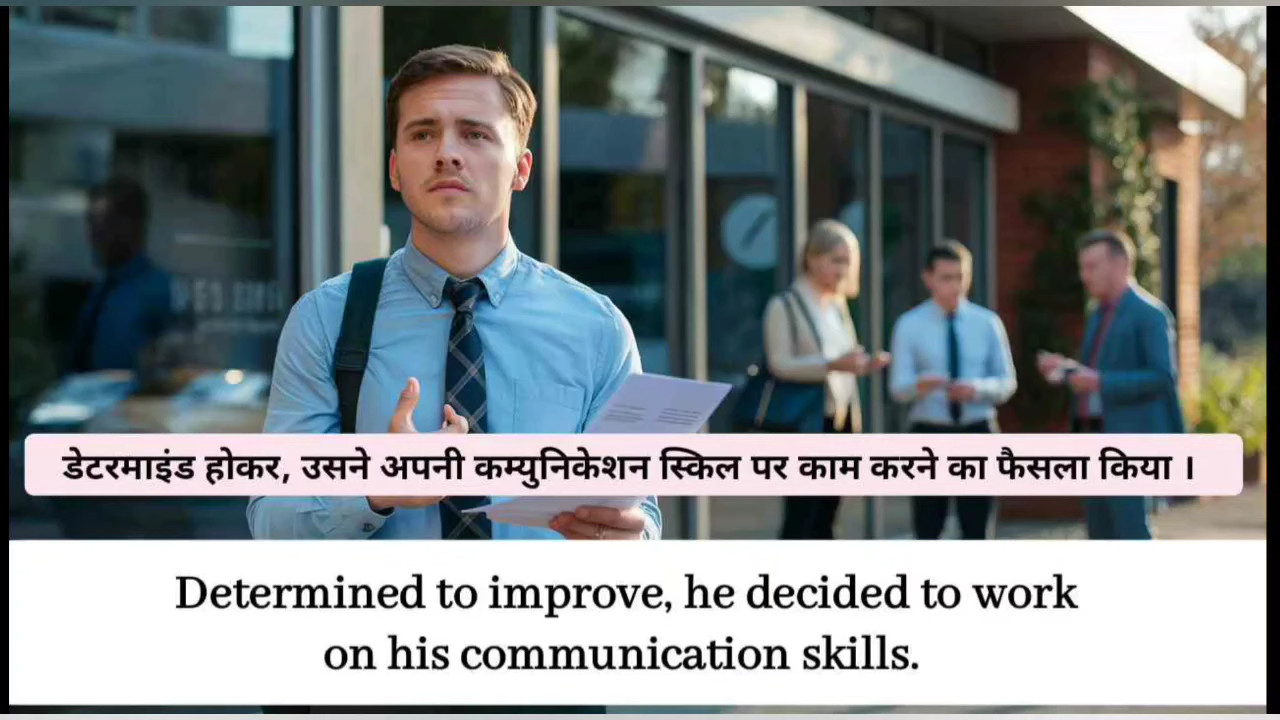 डेटरमाइंड होकर, उसने अपनी कम्युनिकेशन स्किल पर काम करने का फैसला किया ।
Determined to improve, he decided to work
on his communication skills.